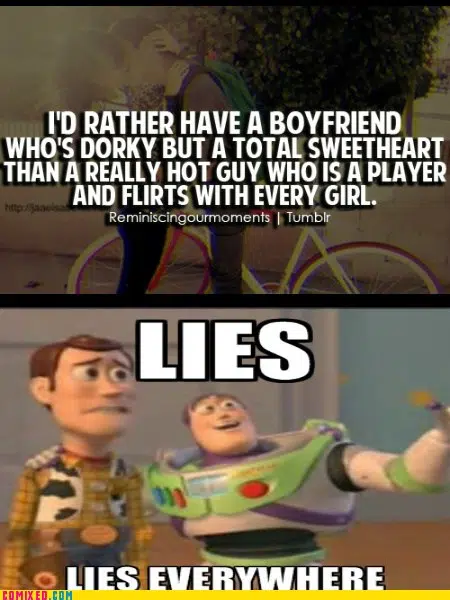 I'D RATHER HAVE A BOYFRIEND
WHO'S DORKY BUT A TOTAL SWEETHEART
THAN A REALLY HOT GUY WHO IS A PLAYER
AND FLIRTS WITH EVERY GIRL.
Reminiscingourmoments | Tumblr
LIES
LIES EVERYWHERE
COMIXED.COM